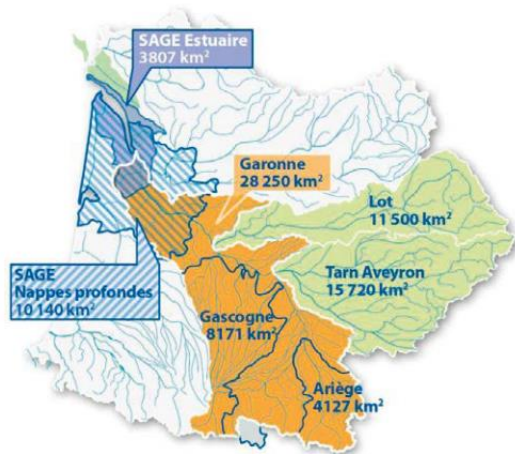 SAGE Estuaire
3807 km²
Garonne
28 250 km²
Lot
11 500 km²
SAGE
Nappes profondes
10 140 km²
Tarn Aveyron
15 720 km²
Gascogne
8171 km²
Ariège
4127 km²